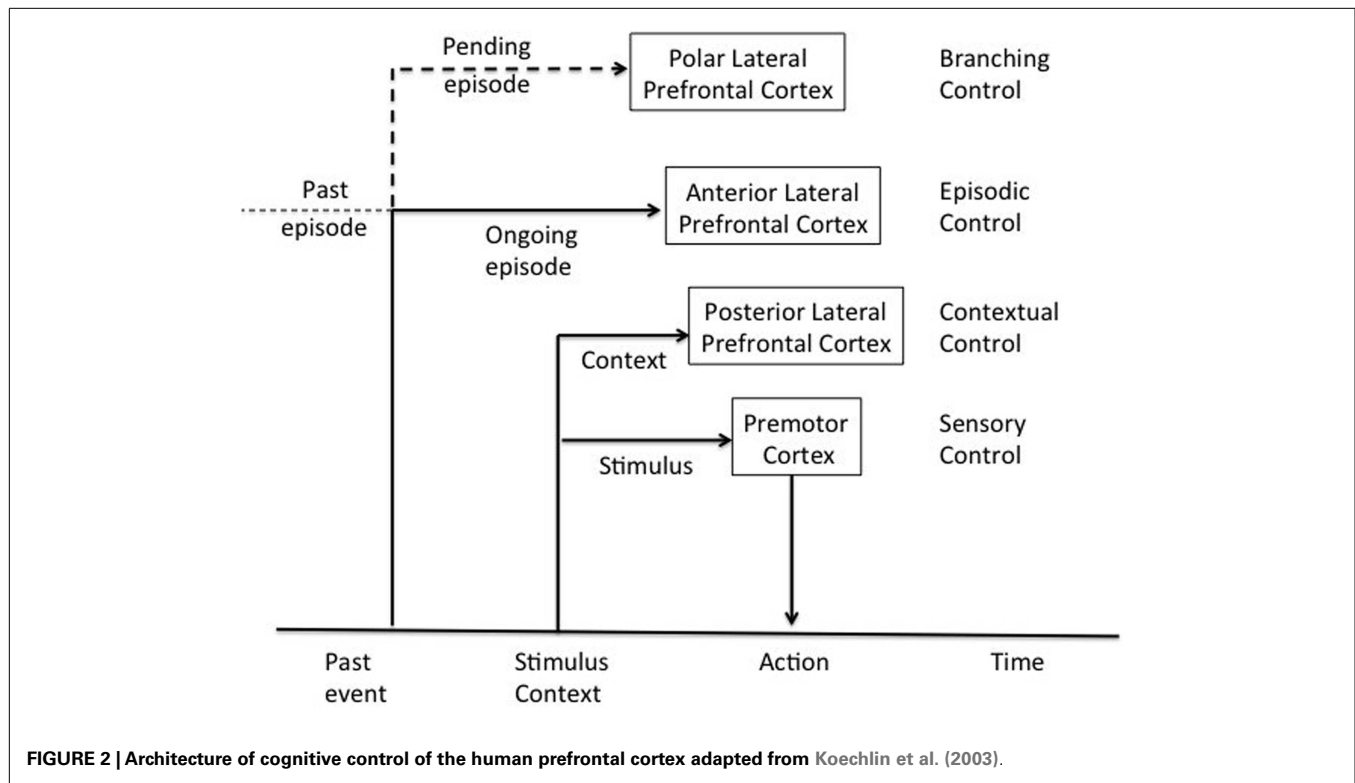 Pending
episode
Polar Lateral
Prefrontal Cortex
Branching
Control
Past
episode
Ongoing
episode
Anterior Lateral
Prefrontal Cortex
Episodic
Control
Context
Posterior Lateral
Prefrontal Cortex
Contextual
Control
Stimulus
Premotor
Cortex
Sensory
Control
Past
event
Stimulus
Context
Action
Time
FIGURE 2 | Architecture of cognitive control of the human prefrontal cortex adapted from Koechlin et al. (2003).